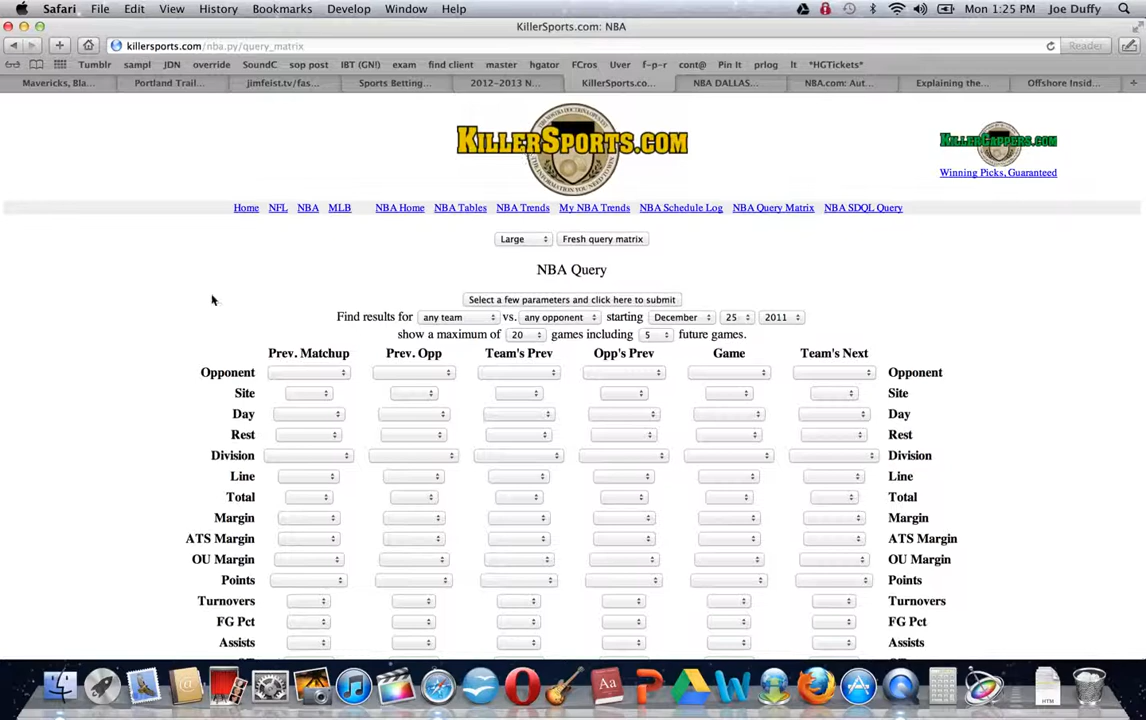 Safari File Edit View History Bookmarks Develop Window Help Mon 1:25 PM Joe Duffy
KillerSports.com: NBA
killersports.com/nba.py/query_matrix Reader
Tumblr sampl JDN override SoundC sop post IBT (GN!) exam find client master hgator FCros Uver f-p-r cont@ Pin It prlog lt *HGTickets*
Mavericks, Bla... Portland Trail... jimfeist.tv/fas... Sports Betting... 2012-2013 N... KillerSports.co... NBA DALLAS... NBA.com: Aut... Explaining the... Offshore Insid...
KILLERSPORTS.COM
KILLERCAPPERS.COM
Winning Picks, Guaranteed
Home NFL NBA MLB NBA Home NBA Tables NBA Trends My NBA Trends NBA Schedule Log NBA Query Matrix NBA SDQL Query
Large Fresh query matrix
NBA Query
Select a few parameters and click here to submit
Find results for any team vs. any opponent starting December 25 2011
show a maximum of 20 games including 5 future games.
Prev. Matchup Prev. Opp Team's Prev Opp's Prev Game Team's Next
Opponent Opponent
Site Site
Day Day
Rest Rest
Division Division
Line Line
Total Total
Margin Margin
ATS Margin ATS Margin
OU Margin OU Margin
Points Points
Turnovers Turnovers
FG Pct FG Pct
Assists Assists